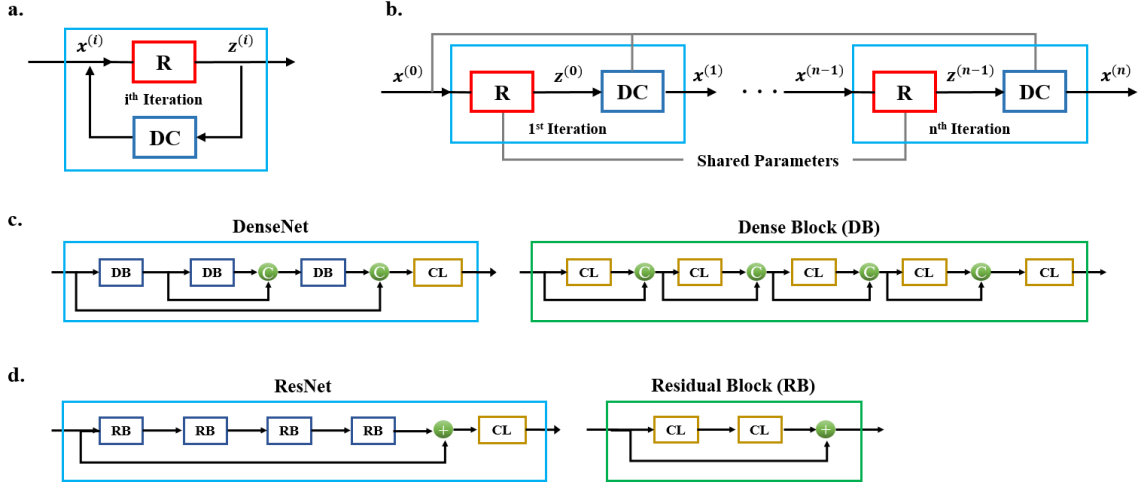 a.
x^(i)
R
z^(i)
i^th Iteration
DC
b.
x^(0)
R
z^(0)
DC
x^(1)
1^st Iteration
· · ·
x^(n−1)
R
z^(n−1)
DC
x^(n)
n^th Iteration
Shared Parameters
c.
DenseNet
DB
DB
C
DB
C
CL
Dense Block (DB)
CL
C
CL
C
CL
C
CL
C
CL
d.
ResNet
RB
RB
RB
RB
+
CL
Residual Block (RB)
CL
CL
+